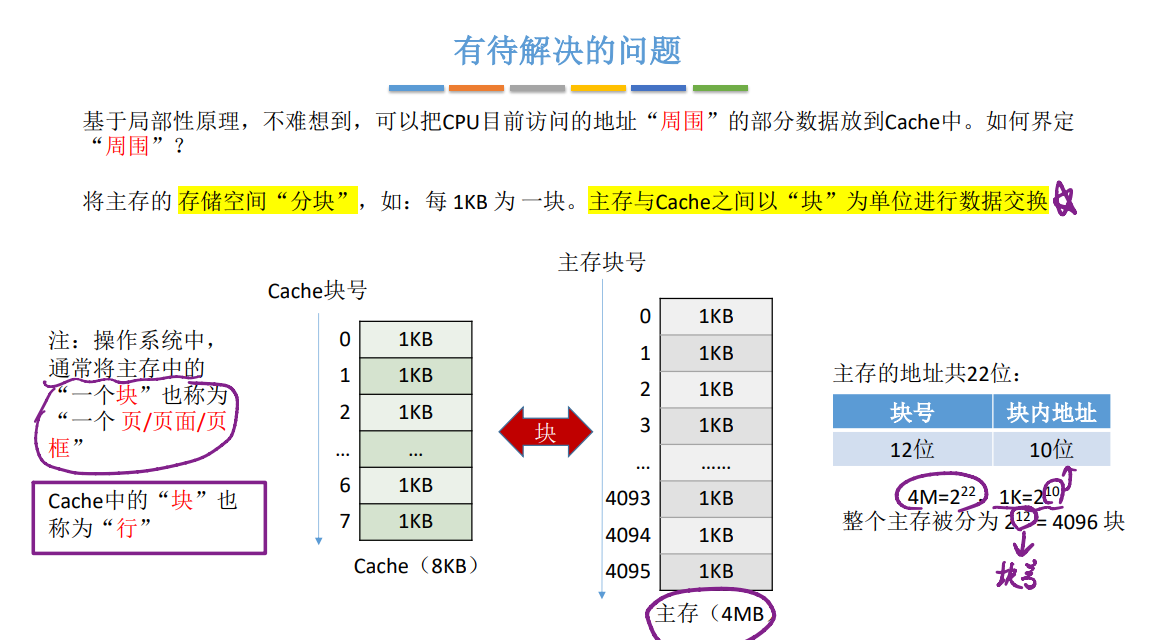 有待解决的问题
基于局部性原理，不难想到，可以把CPU目前访问的地址“周围”的部分数据放到Cache中。如何界定
“周围”？
将主存的 存储空间“分块”，如：每 1KB 为 一块。主存与Cache之间以“块”为单位进行数据交换
主存块号
Cache块号
注：操作系统中，
通常将主存中的
“一个块”也称为
“一个 页/页面/页
框”
Cache中的“块”也
称为“行”
0 1KB
1 1KB
2 1KB
... ...
6 1KB
7 1KB
Cache（8KB）
块
0 1KB
1 1KB
2 1KB
3 1KB
... ......
4093 1KB
4094 1KB
4095 1KB
主存（4MB
主存的地址共22位：
块号 块内地址
12位 10位
4M=2^22，1K=2^10
整个主存被分为 2^12 = 4096 块
块号